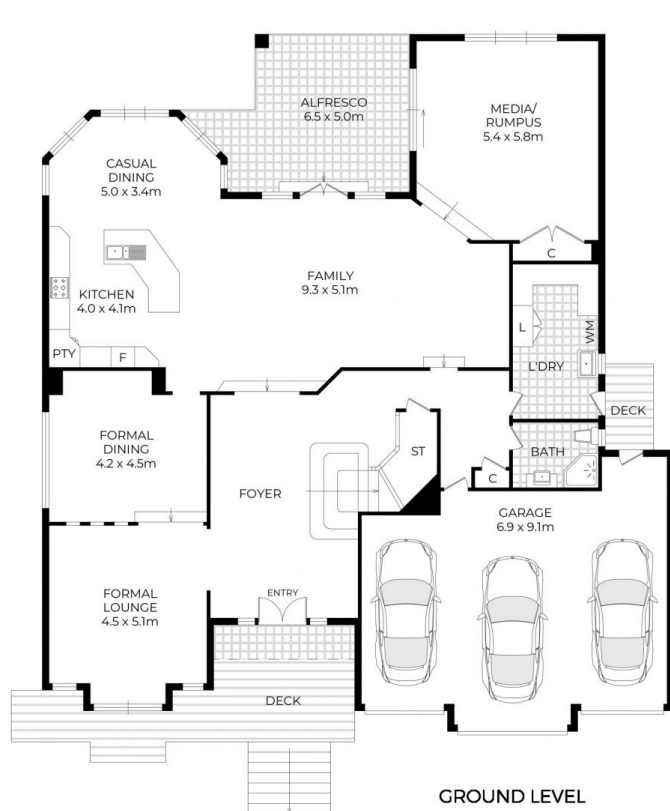 ALFRESCO
6.5 x 5.0m
MEDIA/
RUMPUS
5.4 x 5.8m
CASUAL
DINING
5.0 x 3.4m
C
FAMILY
9.3 x 5.1m
KITCHEN
4.0 x 4.1m
L
WM
PTY
F
L'DRY
DECK
FORMAL
DINING
4.2 x 4.5m
ST
BATH
C
FOYER
GARAGE
6.9 x 9.1m
FORMAL
LOUNGE
4.5 x 5.1m
ENTRY
DECK
GROUND LEVEL